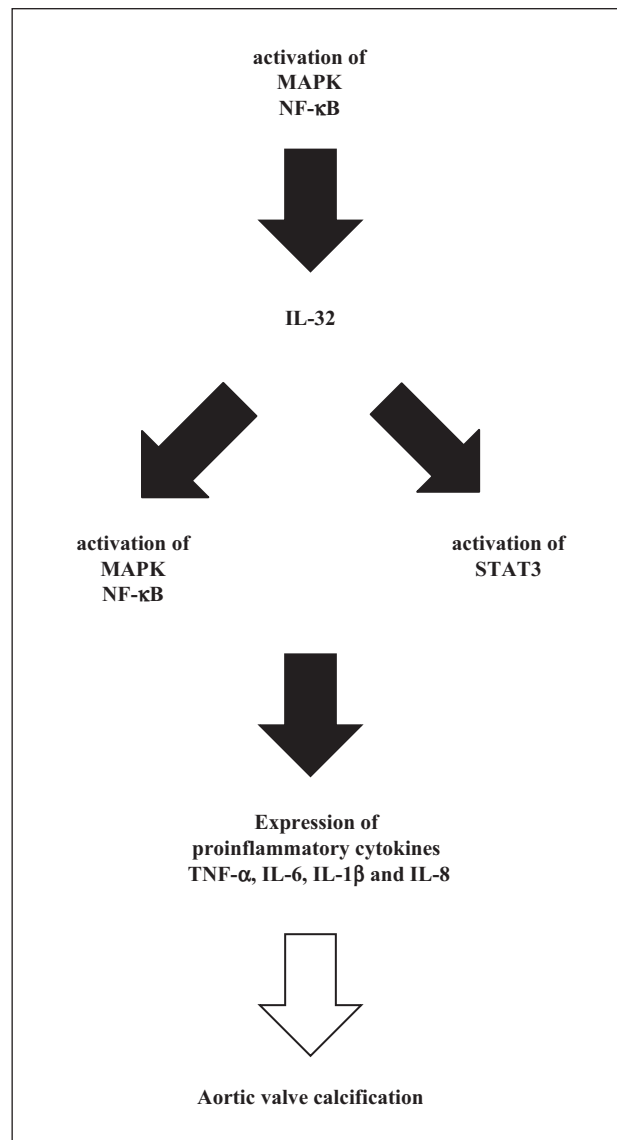 activation of
MAPK
NF-κB
IL-32
activation of
MAPK
NF-κB
activation of
STAT3
Expression of
proinflammatory cytokines
TNF-α, IL-6, IL-1β and IL-8
Aortic valve calcification